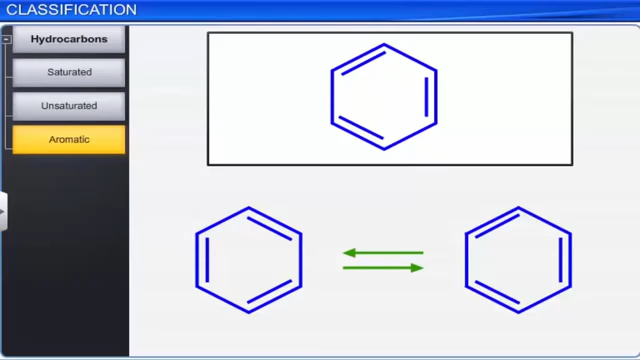 CLASSIFICATION
Hydrocarbons
Saturated
Unsaturated
Aromatic